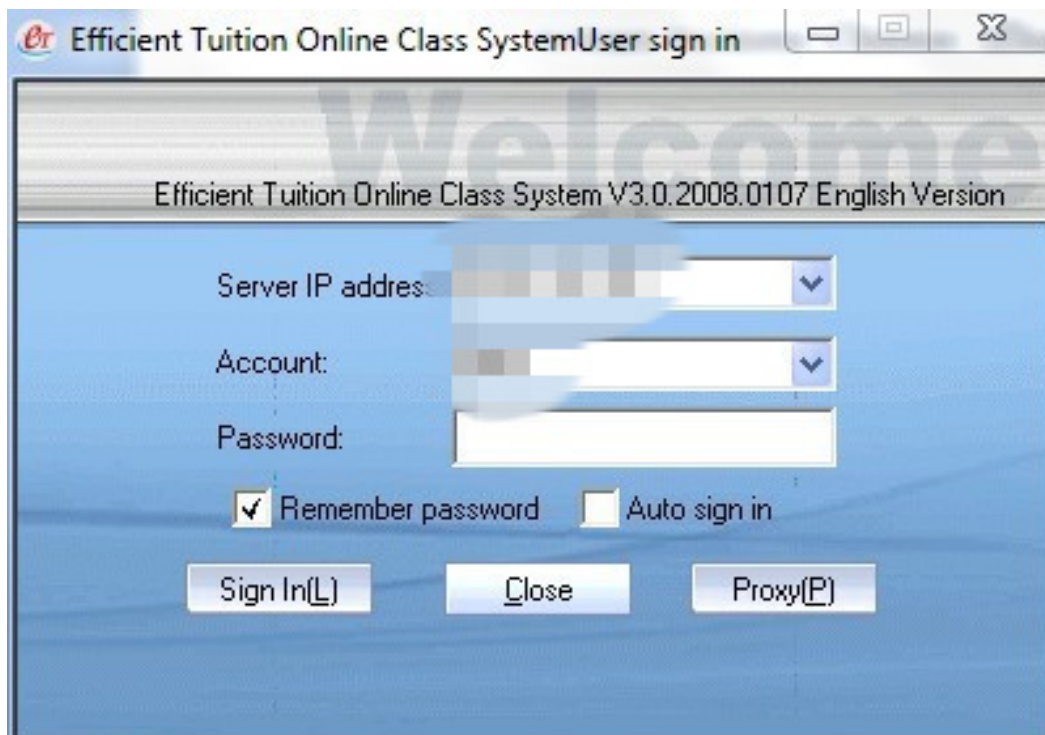 eT Efficient Tuition Online Class SystemUser sign in
Welcome
Efficient Tuition Online Class System V3.0.2008.0107 English Version
Server IP addres
Account:
Password:
Remember password Auto sign in
Sign In(L) Close Proxy(P)